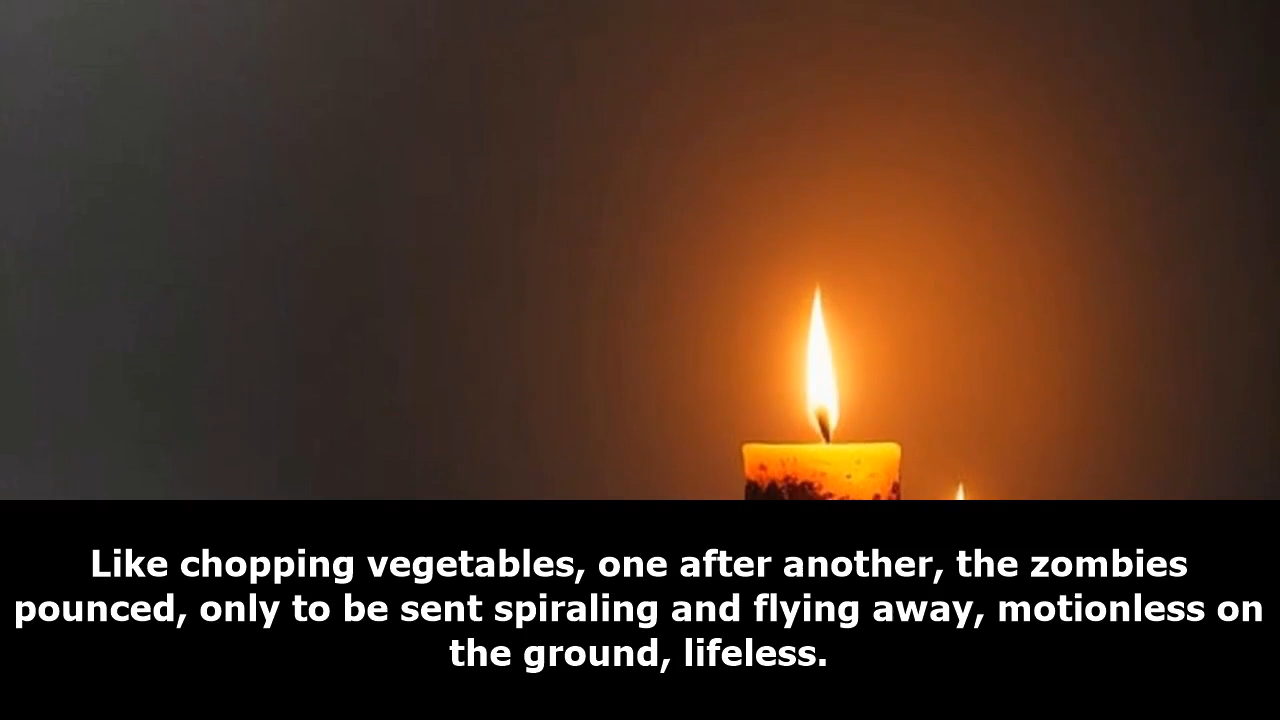 Like chopping vegetables, one after another, the zombies
pounced, only to be sent spiraling and flying away, motionless on
the ground, lifeless.